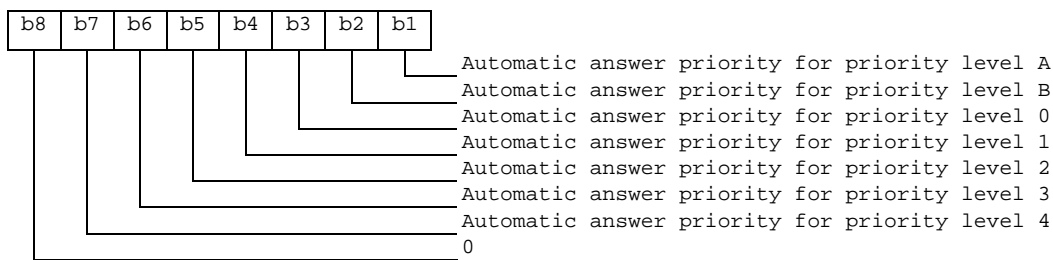 b8 b7 b6 b5 b4 b3 b2 b1
Automatic answer priority for priority level A
Automatic answer priority for priority level B
Automatic answer priority for priority level 0
Automatic answer priority for priority level 1
Automatic answer priority for priority level 2
Automatic answer priority for priority level 3
Automatic answer priority for priority level 4
0